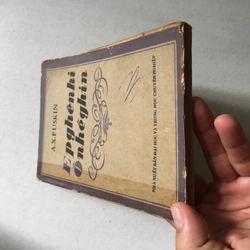 A.X.PUSKIN
Épghênhi
Ônhêghin
NHÀ XUẤT BẢN ĐẠI HỌC VÀ TRUNG HỌC CHUYÊN NGHIỆP